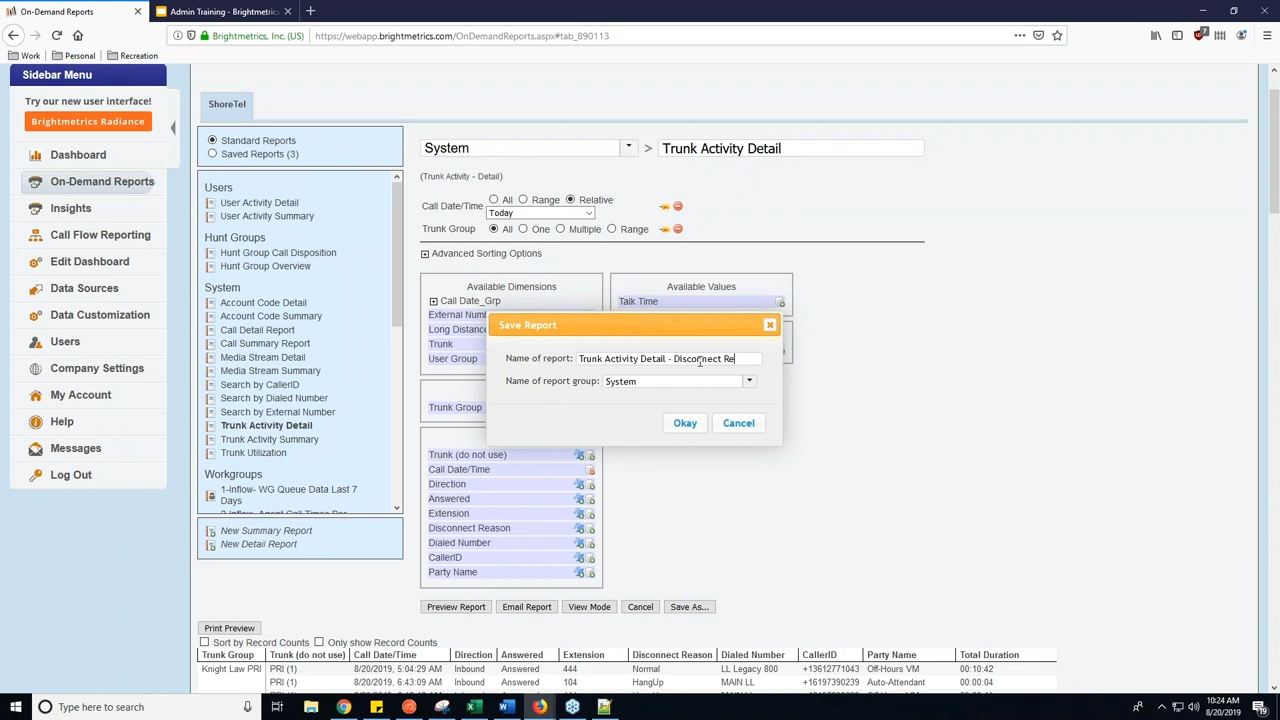 On-Demand Reports
Admin Training - Brightmetrics
Brightmetrics, Inc. (US)
https://webapp.brightmetrics.com/OnDemandReports.aspx#tab_890113
Work
Personal
Recreation
Sidebar Menu
Try our new user interface!
Brightmetrics Radiance
Dashboard
On-Demand Reports
Insights
Call Flow Reporting
Edit Dashboard
Data Sources
Data Customization
Users
Company Settings
My Account
Help
Messages
Log Out
ShoreTel
Standard Reports
Saved Reports (3)
Users
User Activity Detail
User Activity Summary
Hunt Groups
Hunt Group Call Disposition
Hunt Group Overview
System
Account Code Detail
Account Code Summary
Call Detail Report
Call Summary Report
Media Stream Detail
Media Stream Summary
Search by CallerID
Search by Dialed Number
Search by External Number
Trunk Activity Detail
Trunk Activity Summary
Trunk Utilization
Workgroups
1-Inflow- WG Queue Data Last 7
Days
New Summary Report
New Detail Report
System > Trunk Activity Detail
(Trunk Activity - Detail)
Call Date/Time All Range Relative
Today
Trunk Group All One Multiple Range
Advanced Sorting Options
Available Dimensions
Call Date_Grp
External Num
Long Distance
Trunk
User Group
Available Values
Talk Time
Save Report
Name of report: Trunk Activity Detail - Disconnect Re
Name of report group: System
Okay Cancel
Trunk Group
Trunk (do not use)
Call Date/Time
Direction
Answered
Extension
Disconnect Reason
Dialed Number
CallerID
Party Name
Preview Report Email Report View Mode Cancel Save As...
Print Preview
Sort by Record Counts Only show Record Counts
Trunk Group Trunk (do not use) Call Date/Time Direction Answered Extension Disconnect Reason Dialed Number CallerID Party Name Total Duration
Knight Law PRI PRI (1) 8/20/2019, 5:04:29 AM Inbound Answered 444 Normal LL Legacy 800 +13612771043 Off-Hours VM 00:10:42
PRI (1) 8/20/2019, 6:43:09 AM Inbound Answered 104 HangUp MAIN LL +16197390239 Auto-Attendant 00:00:04
Type here to search
10:24 AM
8/20/2019